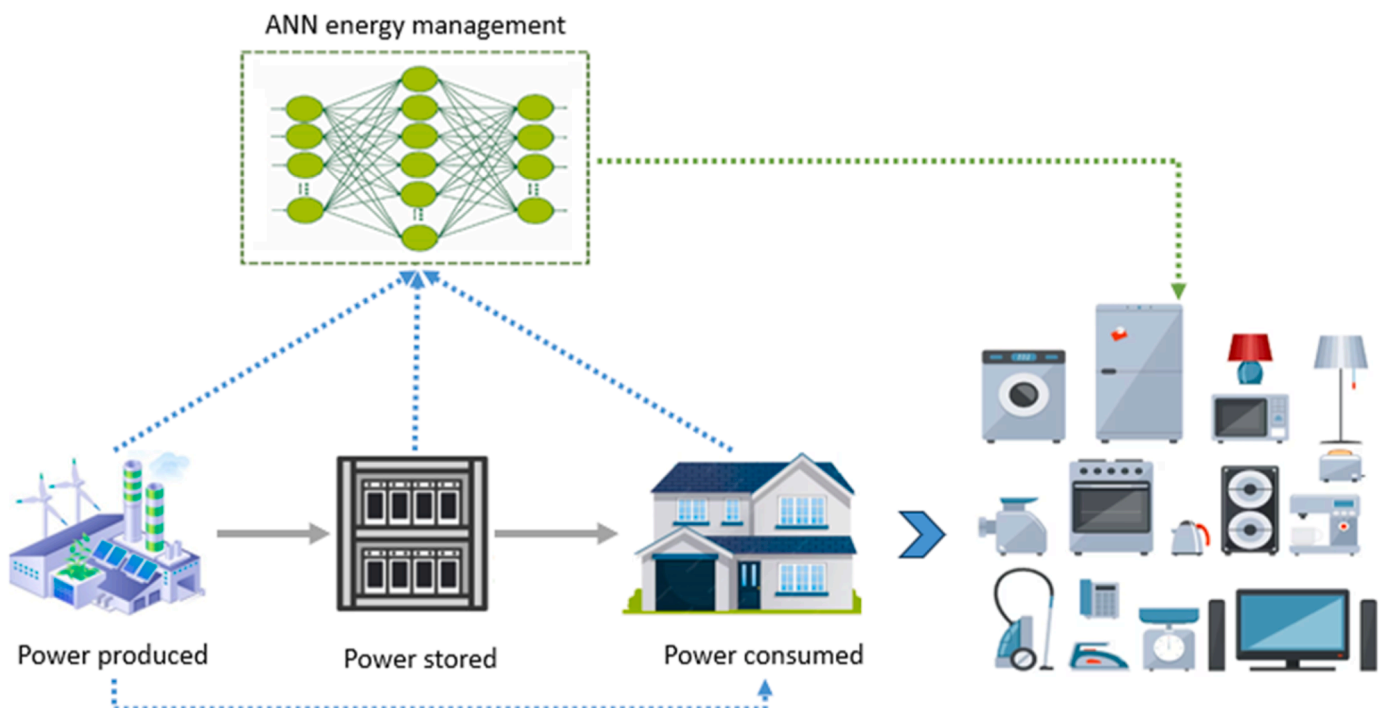 ANN energy management
Power produced
Power stored
Power consumed